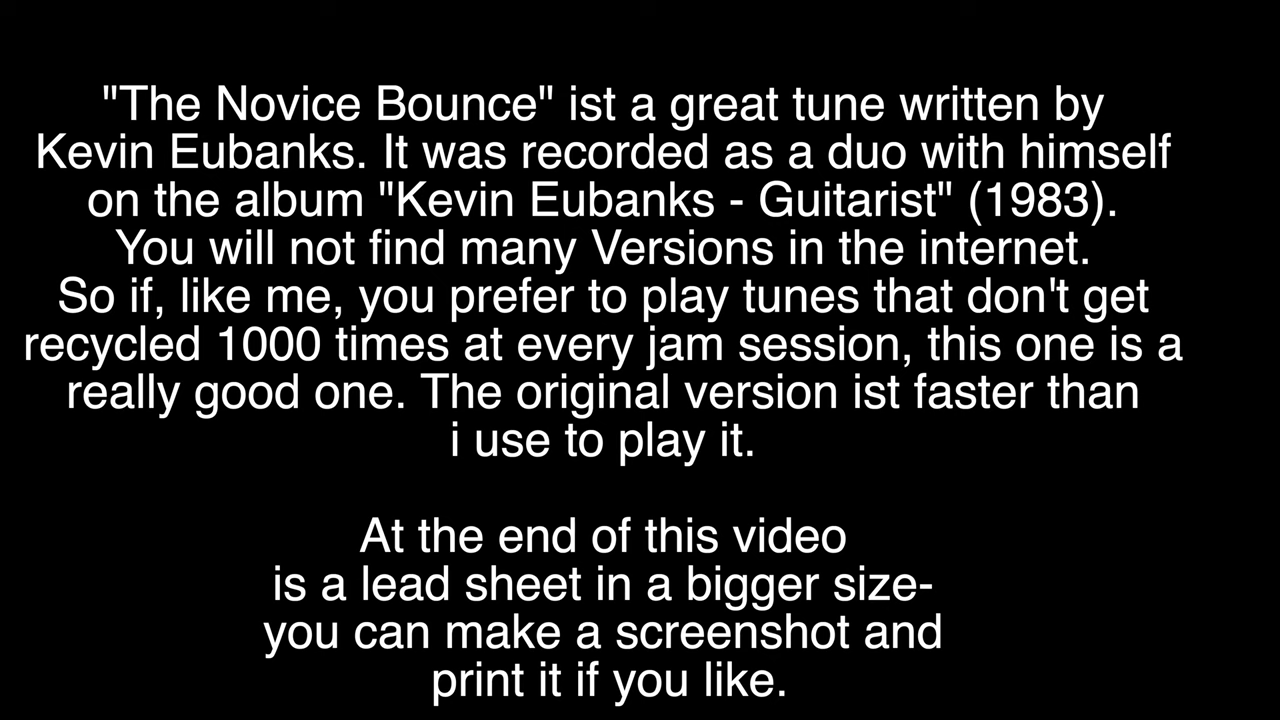 "The Novice Bounce" ist a great tune written by
Kevin Eubanks. It was recorded as a duo with himself
on the album "Kevin Eubanks - Guitarist" (1983).
You will not find many Versions in the internet.
So if, like me, you prefer to play tunes that don't get
recycled 1000 times at every jam session, this one is a
really good one. The original version ist faster than
i use to play it.
At the end of this video
is a lead sheet in a bigger size-
you can make a screenshot and
print it if you like.